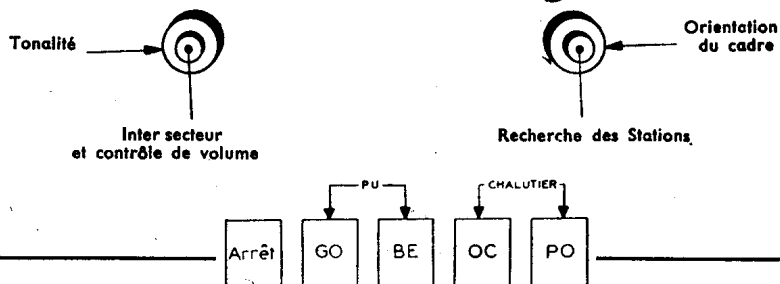 Tonalité
Orientation
du cadre
Inter secteur
et contrôle de volume
Recherche des Stations
PU
CHALUTIER
Arrêt
GO
BE
OC
PO